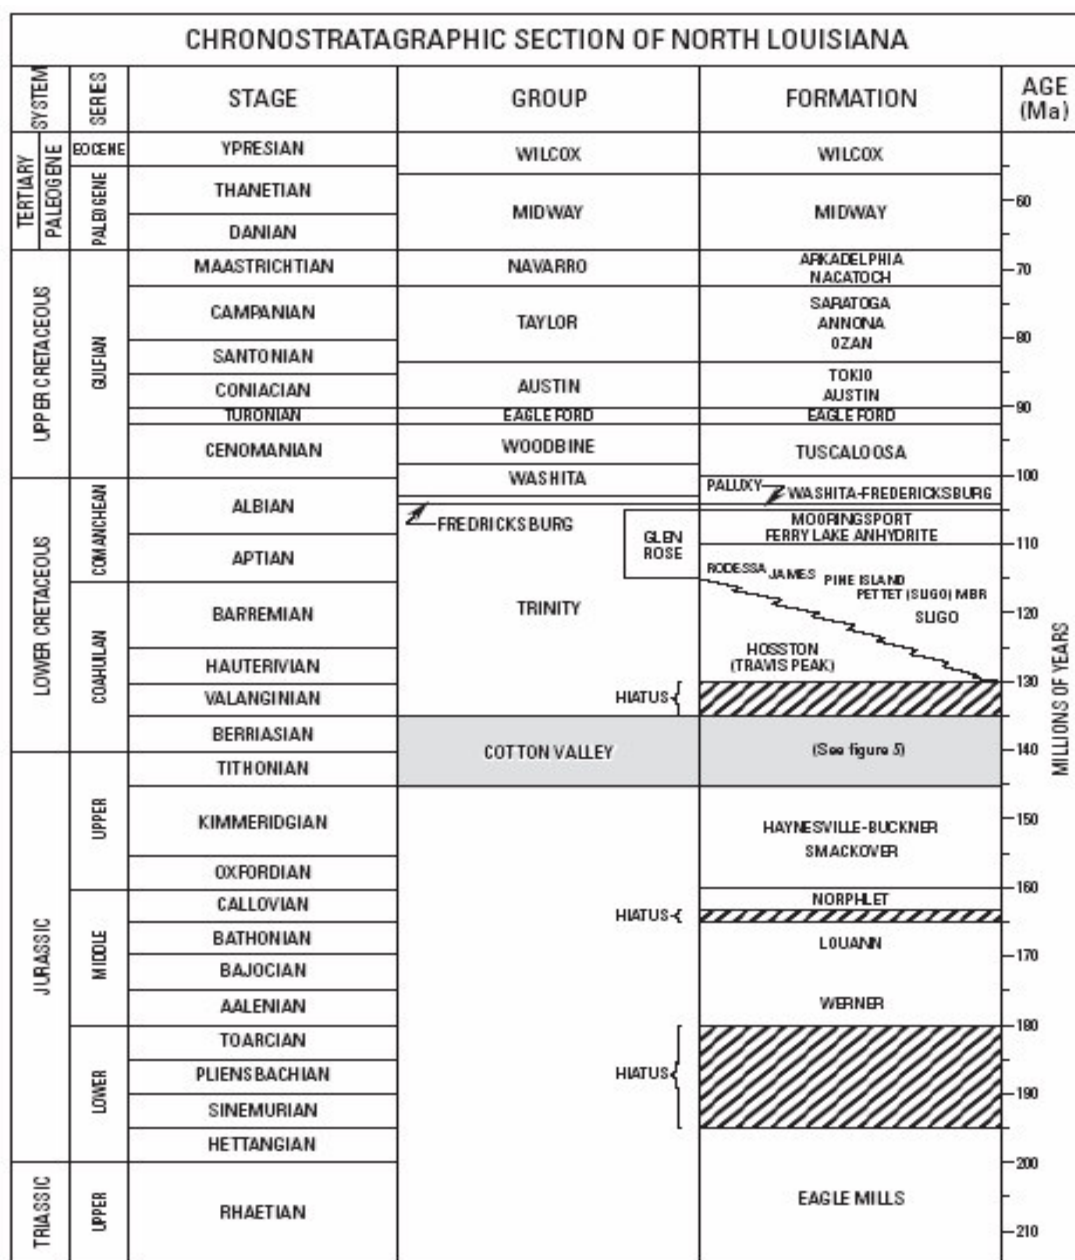 CHRONOSTRATAGRAPHIC SECTION OF NORTH LOUISIANA
SYSTEM
SERIES
STAGE
GROUP
FORMATION
AGE
(Ma)
TERTIARY
PALEOGENE
EOCENE
PALEOGENE
YPRESIAN
THANETIAN
DANIAN
WILCOX
MIDWAY
WILCOX
MIDWAY
60
UPPER CRETACEOUS
GULFIAN
MAASTRICHTIAN
CAMPANIAN
SANTONIAN
CONIACIAN
TURONIAN
CENOMANIAN
NAVARRO
TAYLOR
AUSTIN
EAGLE FORD
WOODBINE
WASHITA
ARKADELPHIA
NACATOCH
SARATOGA
ANNONA
OZAN
TOKIO
AUSTIN
EAGLE FORD
TUSCALOOSA
70
80
90
100
LOWER CRETACEOUS
COMANCHEAN
COAHULAN
ALBIAN
APTIAN
BARREMIAN
HAUTERIVIAN
VALANGINIAN
BERRIASIAN
FREDRICKSBURG
GLEN
ROSE
TRINITY
HIATUS
COTTON VALLEY
PALUXY
WASHITA-FREDERICKSBURG
MOORINGSPORT
FERRY LAKE ANHYDRITE
RODESSA
JAMES
PINE ISLAND
PETTET (SLIGO) MBR
SLIGO
HOSSTON
(TRAVIS PEAK)
(See figure 5)
110
120
130
140
MILLIONS OF YEARS
JURASSIC
UPPER
MIDDLE
LOWER
TITHONIAN
KIMMERIDGIAN
OXFORDIAN
CALLOVIAN
BATHONIAN
BAJOCIAN
AALENIAN
TOARCIAN
PLIENSBACHIAN
SINEMURIAN
HETTANGIAN
HIATUS
HIATUS
HAYNESVILLE-BUCKNER
SMACKOVER
NORPHLET
LOUANN
WERNER
150
160
170
180
190
200
TRIASSIC
UPPER
RHAETIAN
EAGLE MILLS
210